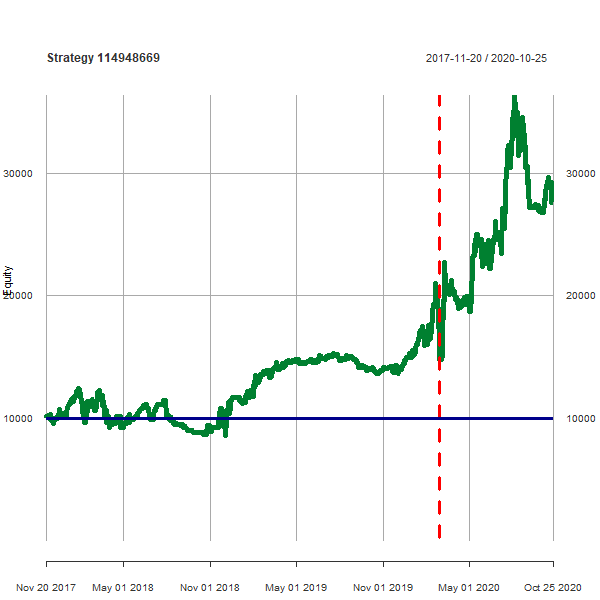 Strategy 114948669
2017-11-20 / 2020-10-25
30000
30000
Equity
20000
20000
10000
10000
Nov 20 2017
May 01 2018
Nov 01 2018
May 01 2019
Nov 01 2019
May 01 2020
Oct 25 2020